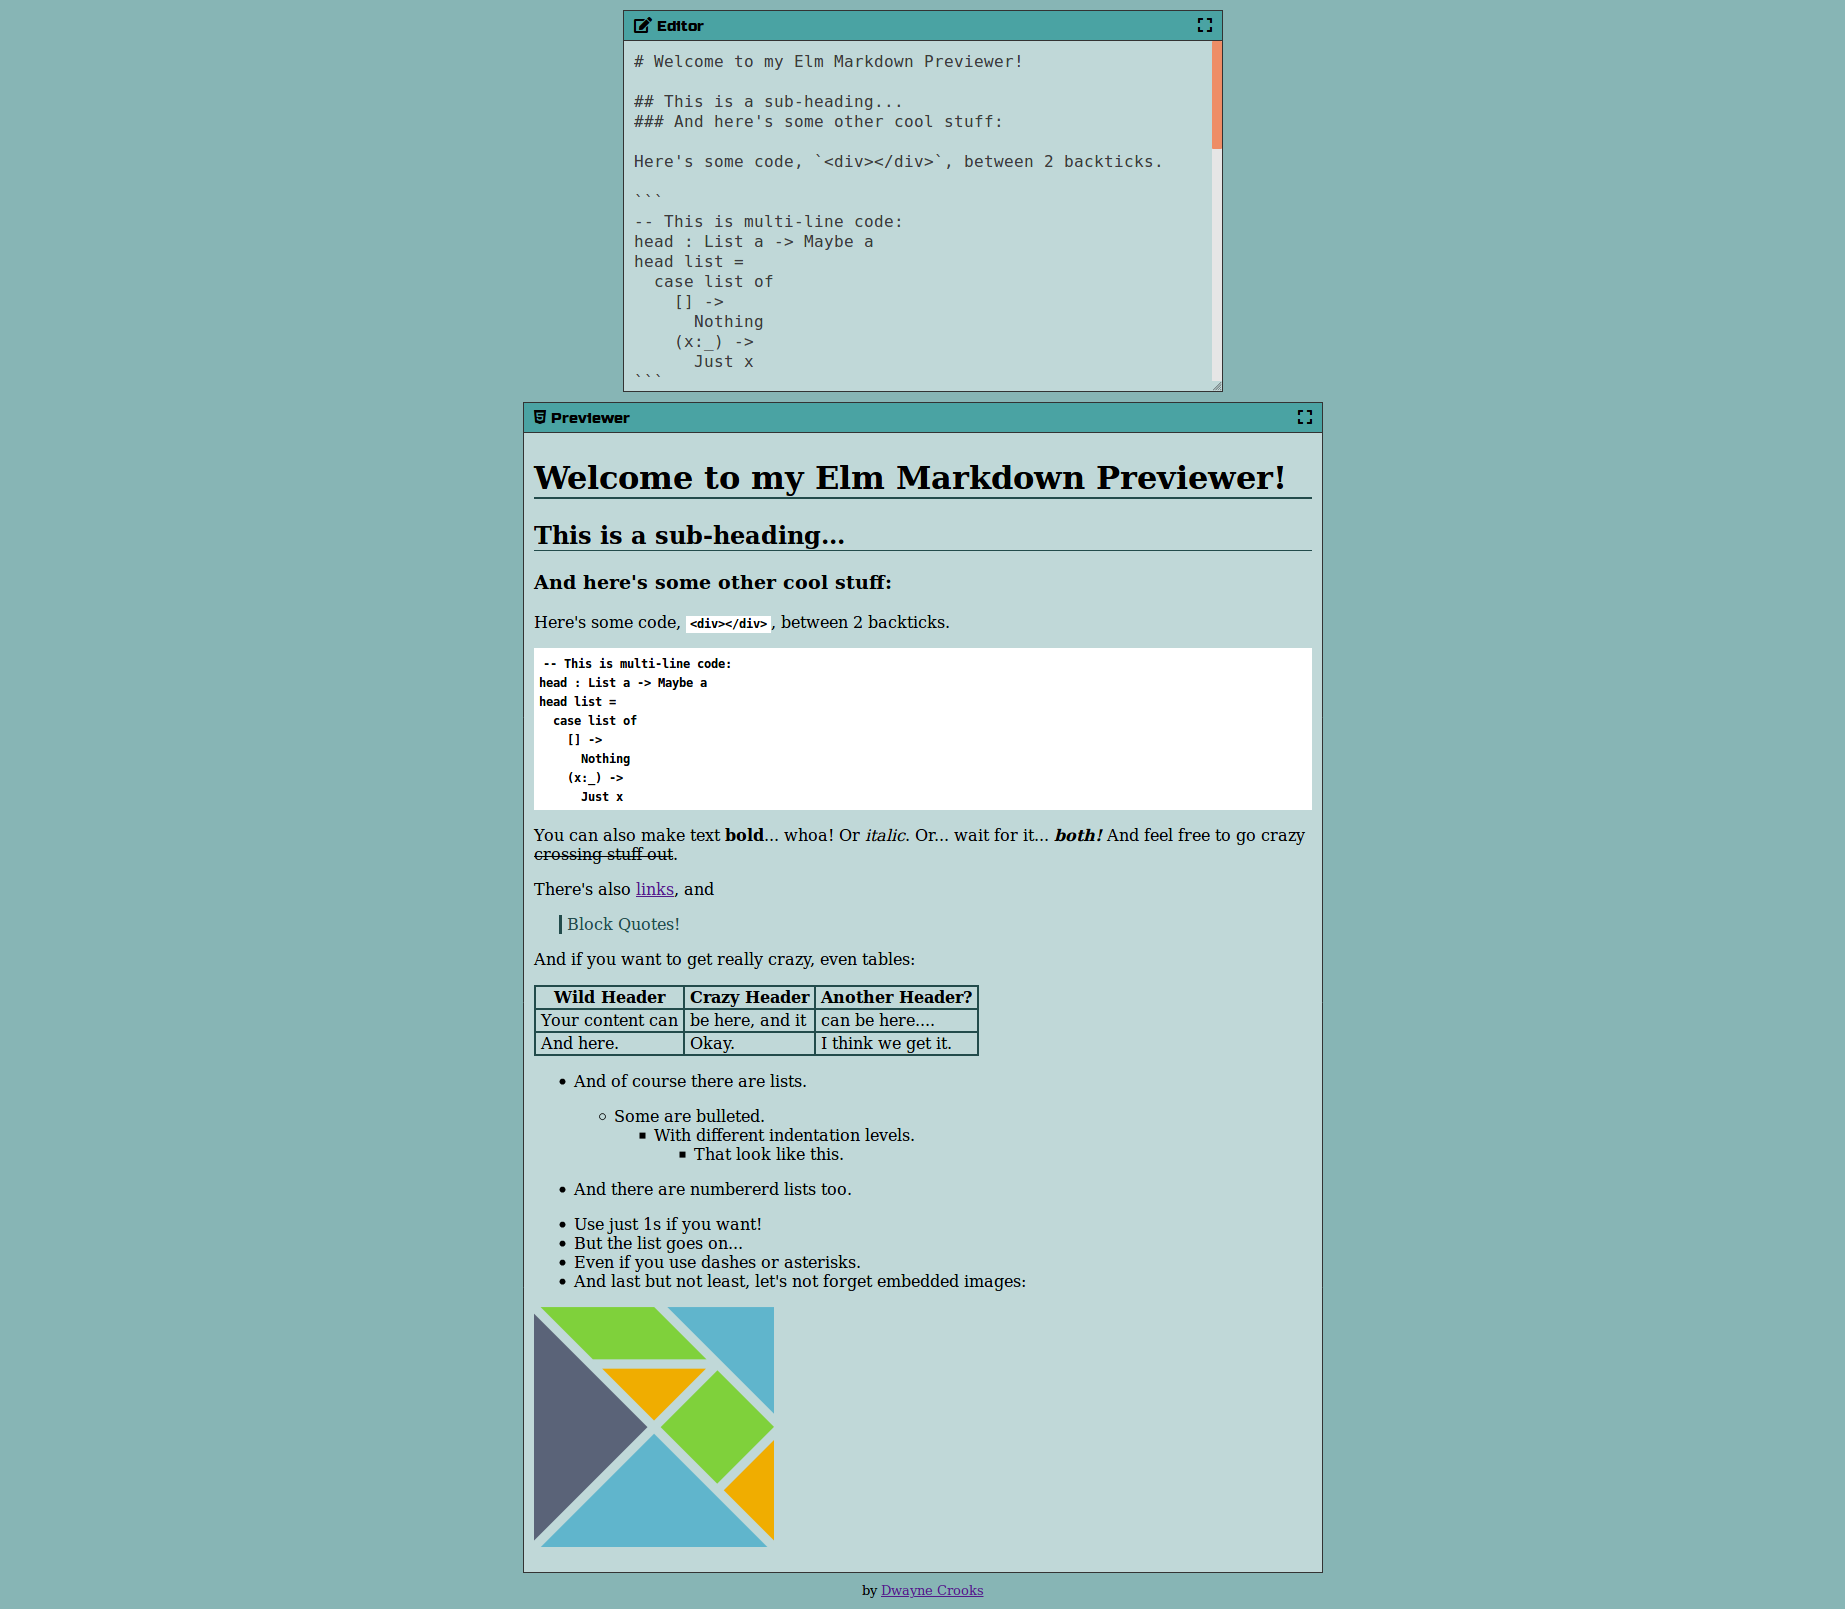 Editor
# Welcome to my Elm Markdown Previewer!
## This is a sub-heading...
### And here's some other cool stuff:
Here's some code, `<div></div>`, between 2 backticks.
```
-- This is multi-line code:
head : List a -> Maybe a
head list =
  case list of
    [] ->
      Nothing
    (x:_) ->
      Just x
```
Previewer
Welcome to my Elm Markdown Previewer!
This is a sub-heading...
And here's some other cool stuff:
Here's some code, <div></div>, between 2 backticks.
-- This is multi-line code:
head : List a -> Maybe a
head list =
  case list of
    [] ->
      Nothing
    (x:_) ->
      Just x
You can also make text bold... whoa! Or italic. Or... wait for it... both! And feel free to go crazy
crossing stuff out.
There's also links, and
Block Quotes!
And if you want to get really crazy, even tables:
Wild Header Crazy Header Another Header?
Your content can be here, and it can be here....
And here. Okay. I think we get it.
And of course there are lists.
Some are bulleted.
With different indentation levels.
That look like this.
And there are numbererd lists too.
Use just 1s if you want!
But the list goes on...
Even if you use dashes or asterisks.
And last but not least, let's not forget embedded images:
by Dwayne Crooks